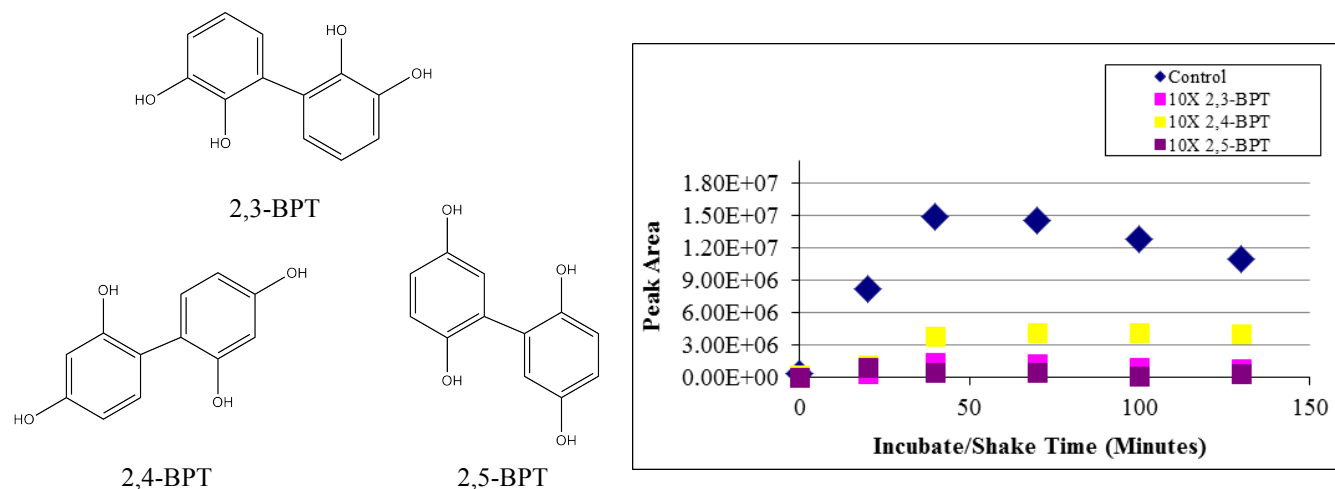 OH
OH
HO
HO
2,3-BPT
OH
OH
HO
OH
2,4-BPT
OH
OH
OH
OH
2,5-BPT
Control
10X 2,3-BPT
10X 2,4-BPT
10X 2,5-BPT
Peak Area
1.80E+07
1.50E+07
1.20E+07
9.00E+06
6.00E+06
3.00E+06
0.00E+00
0 50 100 150
Incubate/Shake Time (Minutes)